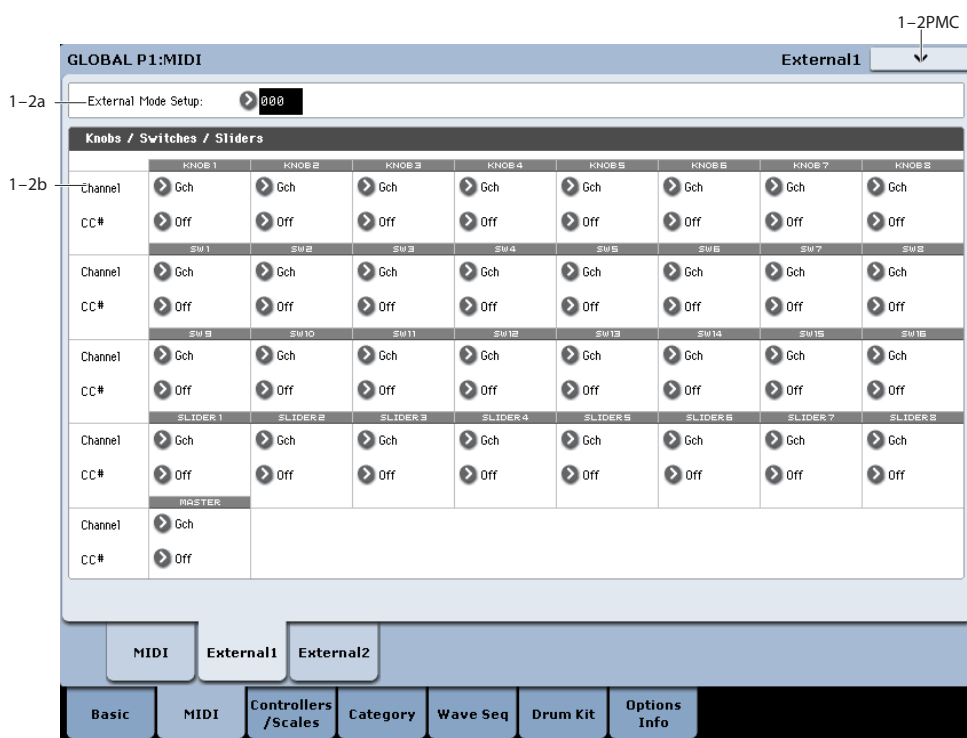 1–2PMC
GLOBAL P1:MIDI External1
1–2a External Mode Setup: 000
Knobs / Switches / Sliders
KNOB 1 KNOB 2 KNOB 3 KNOB 4 KNOB 5 KNOB 6 KNOB 7 KNOB 8
1–2b Channel Gch Gch Gch Gch Gch Gch Gch Gch
CC# Off Off Off Off Off Off Off Off
SW 1 SW 2 SW 3 SW 4 SW 5 SW 6 SW 7 SW 8
Channel Gch Gch Gch Gch Gch Gch Gch Gch
CC# Off Off Off Off Off Off Off Off
SW 9 SW 10 SW 11 SW 12 SW 13 SW 14 SW 15 SW 16
Channel Gch Gch Gch Gch Gch Gch Gch Gch
CC# Off Off Off Off Off Off Off Off
SLIDER 1 SLIDER 2 SLIDER 3 SLIDER 4 SLIDER 5 SLIDER 6 SLIDER 7 SLIDER 8
Channel Gch Gch Gch Gch Gch Gch Gch Gch
CC# Off Off Off Off Off Off Off Off
MASTER
Channel Gch
CC# Off
MIDI External1 External2
Basic MIDI Controllers /Scales Category Wave Seq Drum Kit Options Info